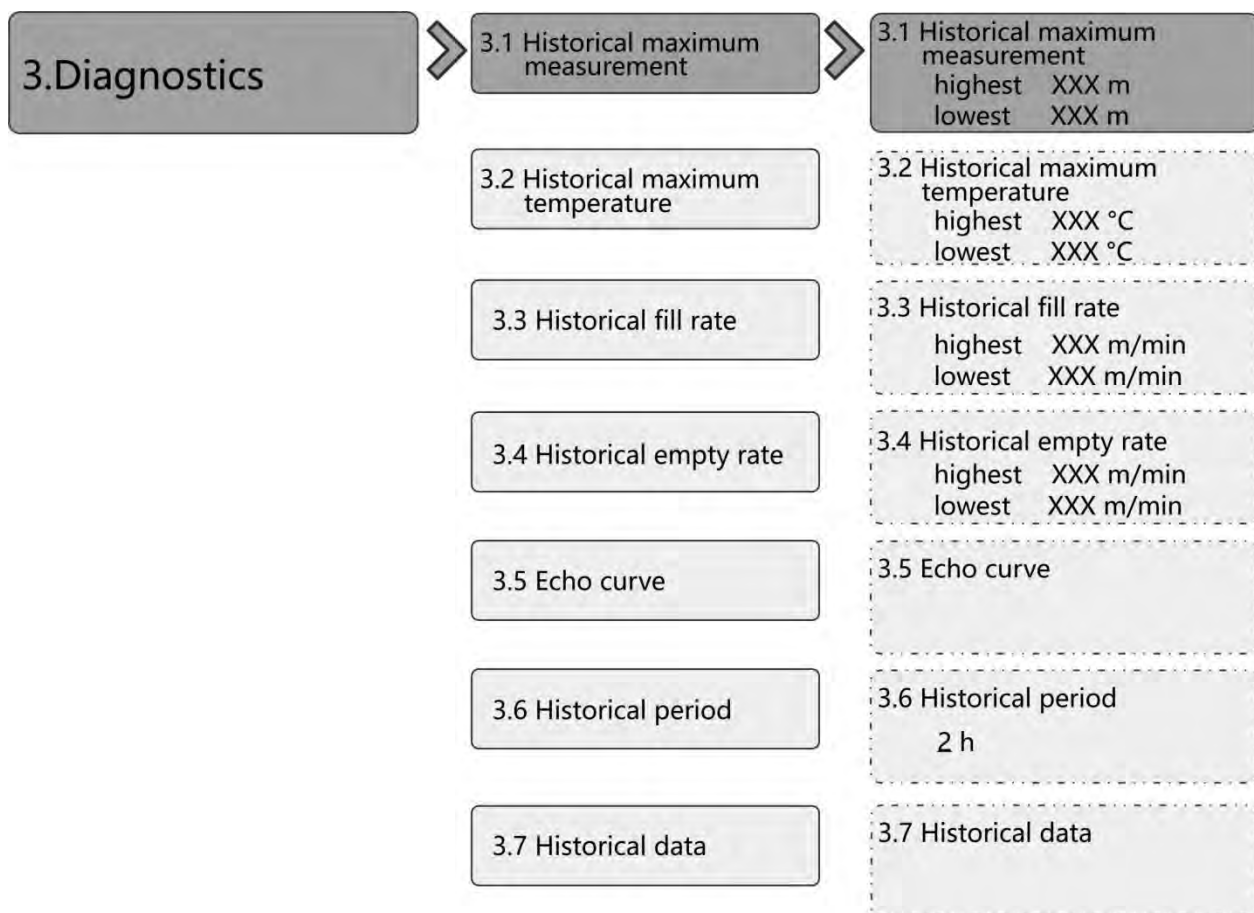 3.Diagnostics
3.1 Historical maximum
measurement
3.1 Historical maximum
measurement
highest XXX m
lowest XXX m
3.2 Historical maximum
temperature
3.2 Historical maximum
temperature
highest XXX °C
lowest XXX °C
3.3 Historical fill rate
3.3 Historical fill rate
highest XXX m/min
lowest XXX m/min
3.4 Historical empty rate
3.4 Historical empty rate
highest XXX m/min
lowest XXX m/min
3.5 Echo curve
3.5 Echo curve
3.6 Historical period
3.6 Historical period
2 h
3.7 Historical data
3.7 Historical data